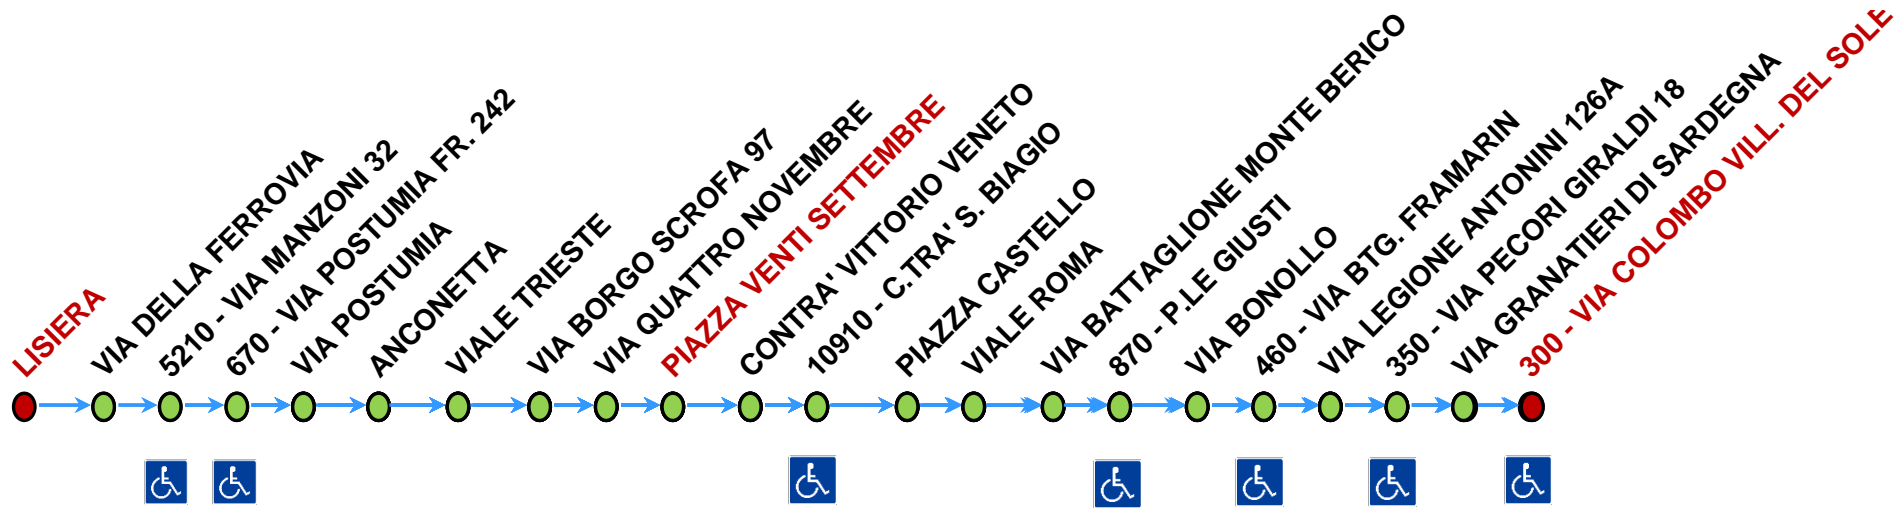 LISIERA
VIA DELLA FERROVIA
5210 - VIA MANZONI 32
670 - VIA POSTUMIA FR. 242
VIA POSTUMIA
ANCONETTA
VIALE TRIESTE
VIA BORGO SCROFA 97
VIA QUATTRO NOVEMBRE
PIAZZA VENTI SETTEMBRE
CONTRA' VITTORIO VENETO
10910 - C.TRA' S. BIAGIO
PIAZZA CASTELLO
VIALE ROMA
VIA BATTAGLIONE MONTE BERICO
870 - P.LE GIUSTI
VIA BONOLLO
460 - VIA BTG. FRAMARIN
VIA LEGIONE ANTONINI 126A
350 - VIA PECORI GIRALDI 18
VIA GRANATIERI DI SARDEGNA
300 - VIA COLOMBO VILL. DEL SOLE